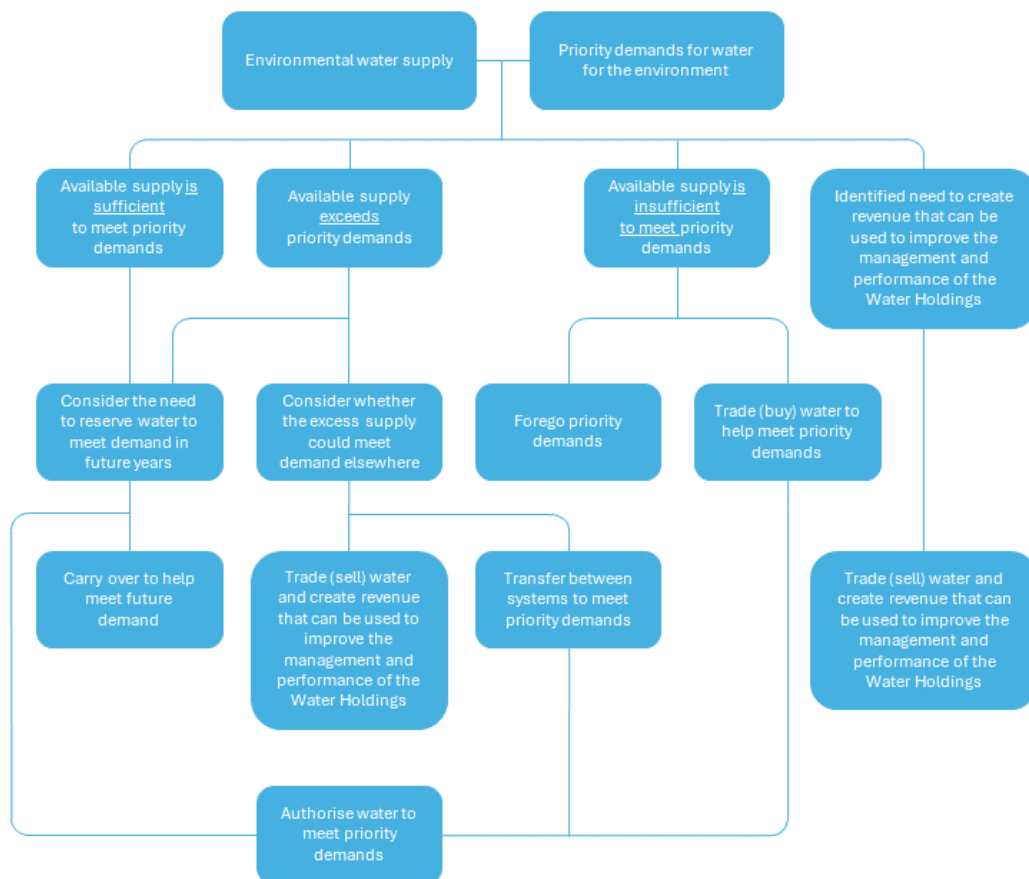 Environmental water supply
Priority demands for water
for the environment
Available supply is
sufficient
to meet priority
demands
Available supply
exceeds
priority demands
Available supply is
insufficient
to meet priority
demands
Identified need to create
revenue that can be
used to improve the
management and
performance of the
Water Holdings
Consider the need
to reserve water to
meet demand in
future years
Consider whether
the excess supply
could meet
demand elsewhere
Forego priority
demands
Trade (buy) water to
help meet priority
demands
Carry over to help
meet future
demand
Trade (sell) water
and create revenue
that can be used to
improve the
management and
performance of the
Water Holdings
Transfer between
systems to meet
priority demands
Trade (sell) water and
create revenue that can
be used to improve the
management and
performance of the
Water Holdings
Authorise water to
meet priority
demands